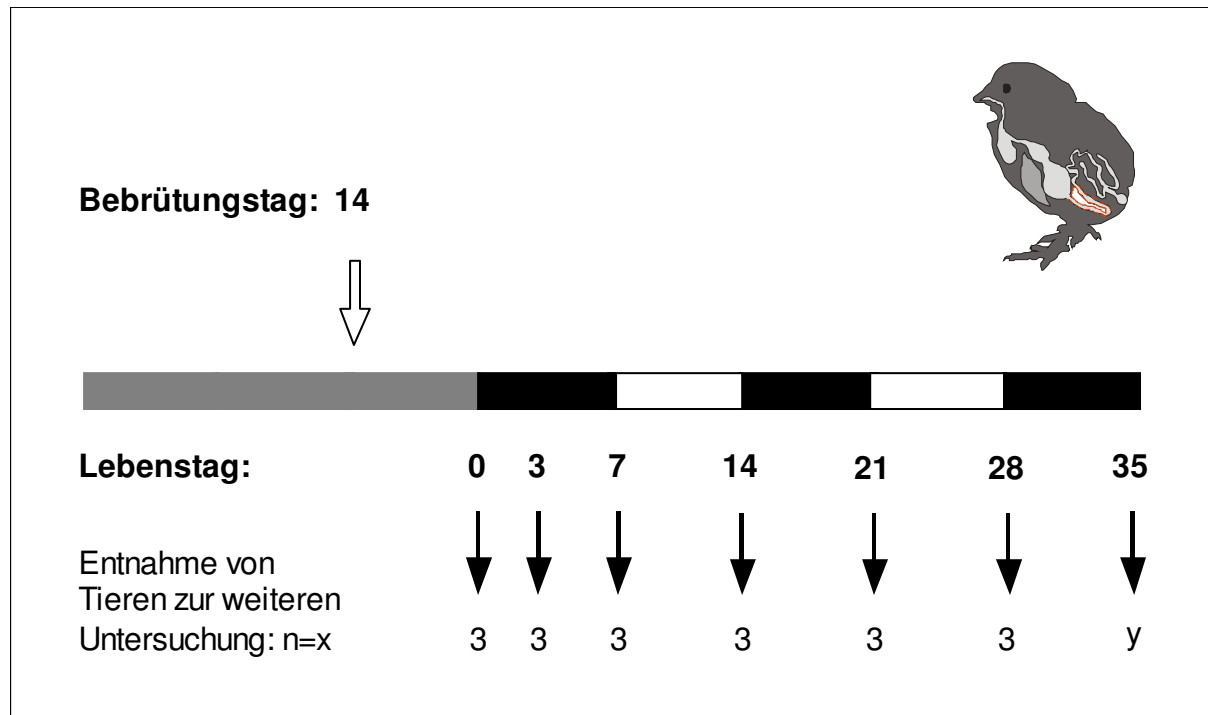 Bebrütungstag: 14
Lebenstag: 0 3 7 14 21 28 35
Entnahme von
Tieren zur weiteren
Untersuchung: n=x 3 3 3 3 3 3 y